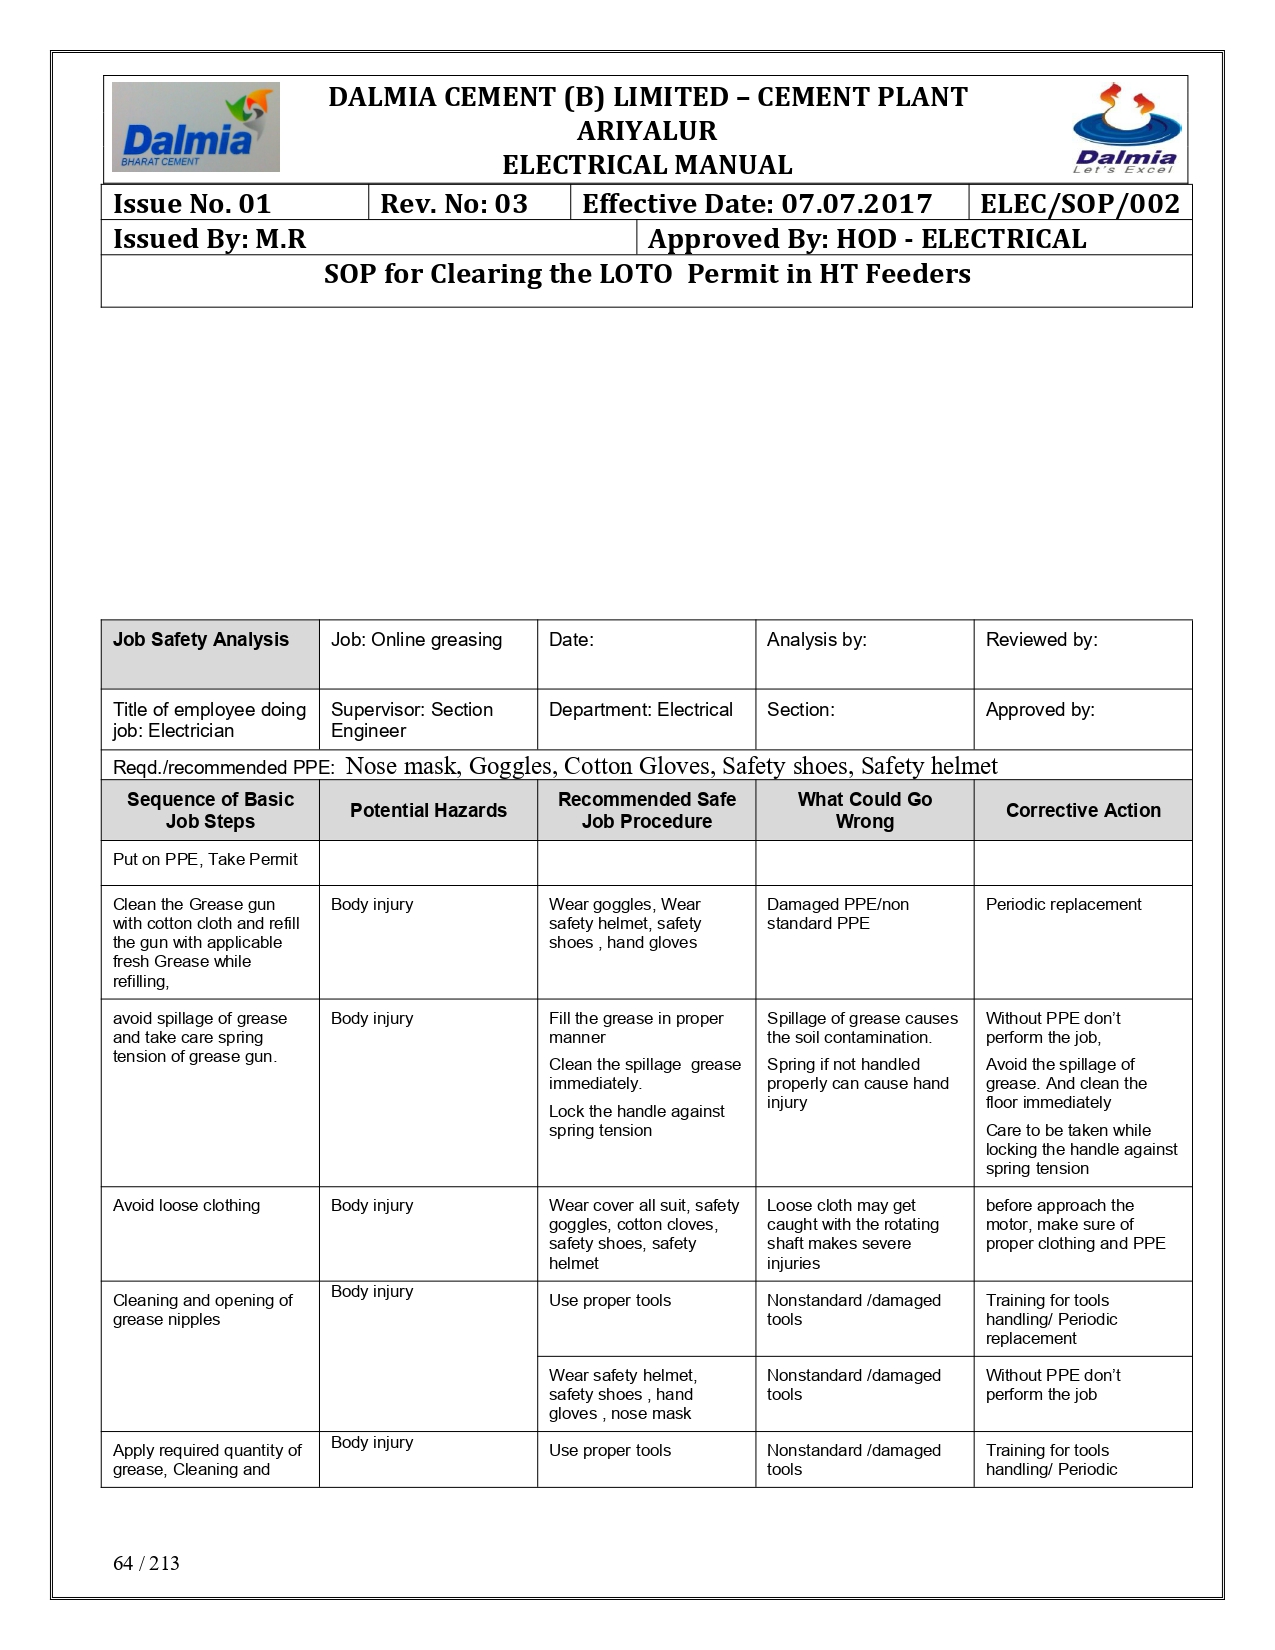 Dalmia
BHARAT CEMENT
DALMIA CEMENT (B) LIMITED – CEMENT PLANT
ARIYALUR
ELECTRICAL MANUAL
Dalmia
Let's Excel
Issue No. 01 Rev. No: 03 Effective Date: 07.07.2017 ELEC/SOP/002
Issued By: M.R Approved By: HOD - ELECTRICAL
SOP for Clearing the LOTO  Permit in HT Feeders
Job Safety Analysis Job: Online greasing Date: Analysis by: Reviewed by:
Title of employee doing
job: Electrician
Supervisor: Section
Engineer
Department: Electrical
Section:
Approved by:
Reqd./recommended PPE: Nose mask, Goggles, Cotton Gloves, Safety shoes, Safety helmet
Sequence of Basic
Job Steps
Potential Hazards
Recommended Safe
Job Procedure
What Could Go
Wrong
Corrective Action
Put on PPE, Take Permit
Clean the Grease gun
with cotton cloth and refill
the gun with applicable
fresh Grease while
refilling,
Body injury
Wear goggles, Wear
safety helmet, safety
shoes , hand gloves
Damaged PPE/non
standard PPE
Periodic replacement
avoid spillage of grease
and take care spring
tension of grease gun.
Body injury
Fill the grease in proper
manner
Clean the spillage  grease
immediately.
Lock the handle against
spring tension
Spillage of grease causes
the soil contamination.
Spring if not handled
properly can cause hand
injury
Without PPE don’t
perform the job,
Avoid the spillage of
grease. And clean the
floor immediately
Care to be taken while
locking the handle against
spring tension
Avoid loose clothing
Body injury
Wear cover all suit, safety
goggles, cotton cloves,
safety shoes, safety
helmet
Loose cloth may get
caught with the rotating
shaft makes severe
injuries
before approach the
motor, make sure of
proper clothing and PPE
Cleaning and opening of
grease nipples
Body injury
Use proper tools
Nonstandard /damaged
tools
Training for tools
handling/ Periodic
replacement
Wear safety helmet,
safety shoes , hand
gloves , nose mask
Nonstandard /damaged
tools
Without PPE don’t
perform the job
Apply required quantity of
grease, Cleaning and
Body injury
Use proper tools
Nonstandard /damaged
tools
Training for tools
handling/ Periodic
64 / 213